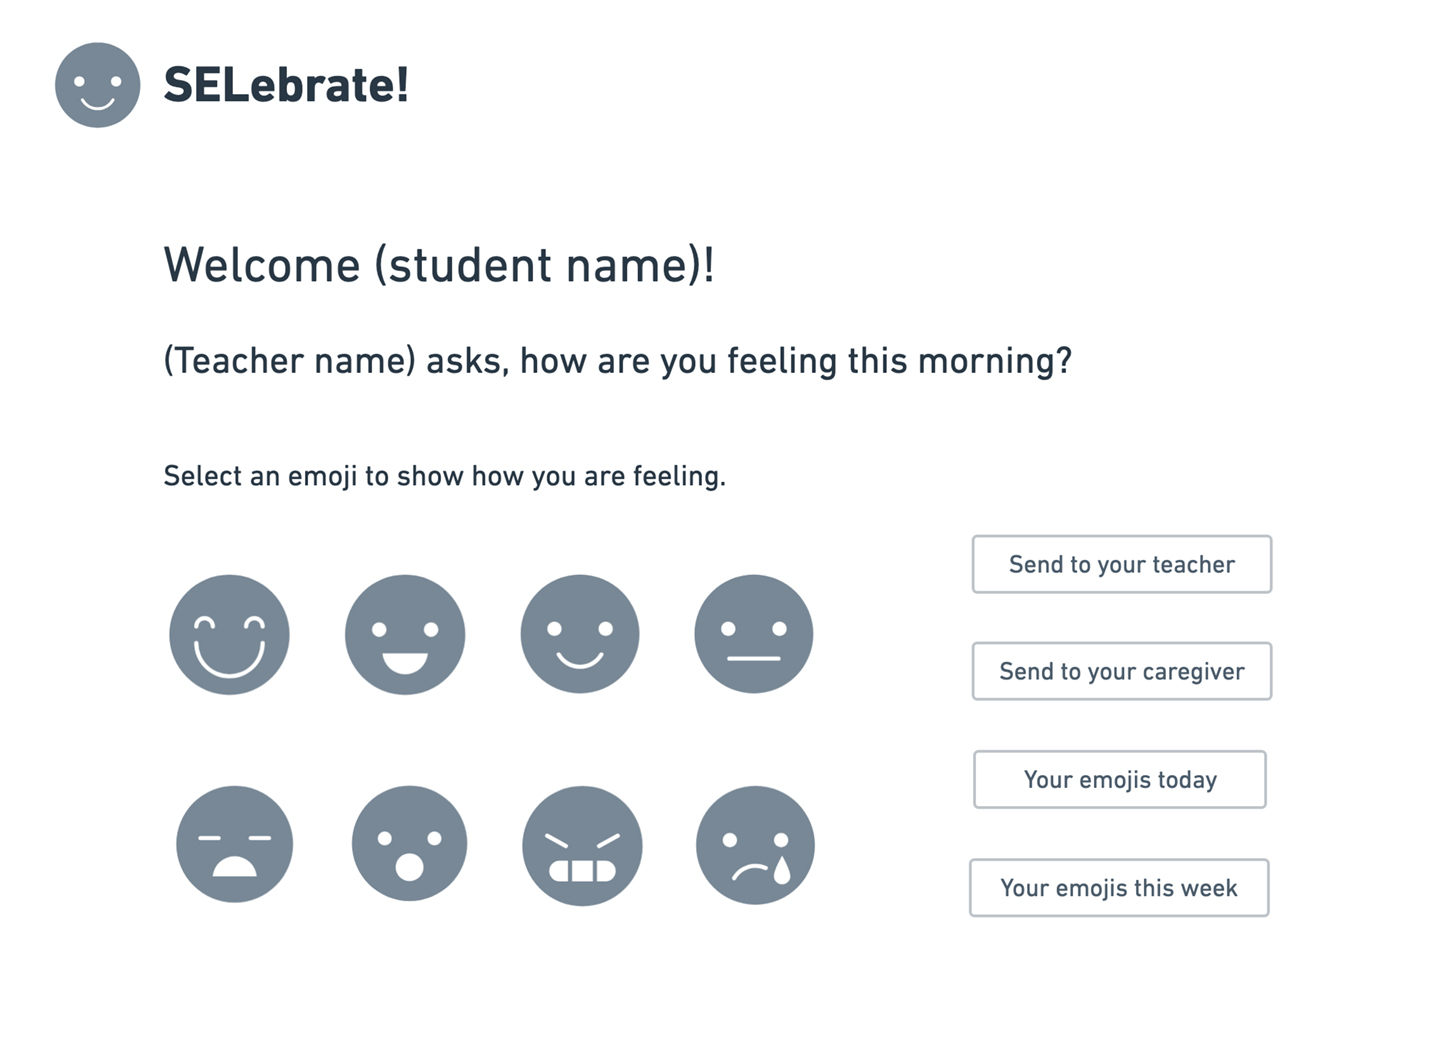 SELebrate!
Welcome (student name)!
(Teacher name) asks, how are you feeling this morning?
Select an emoji to show how you are feeling.
Send to your teacher
Send to your caregiver
Your emojis today
Your emojis this week